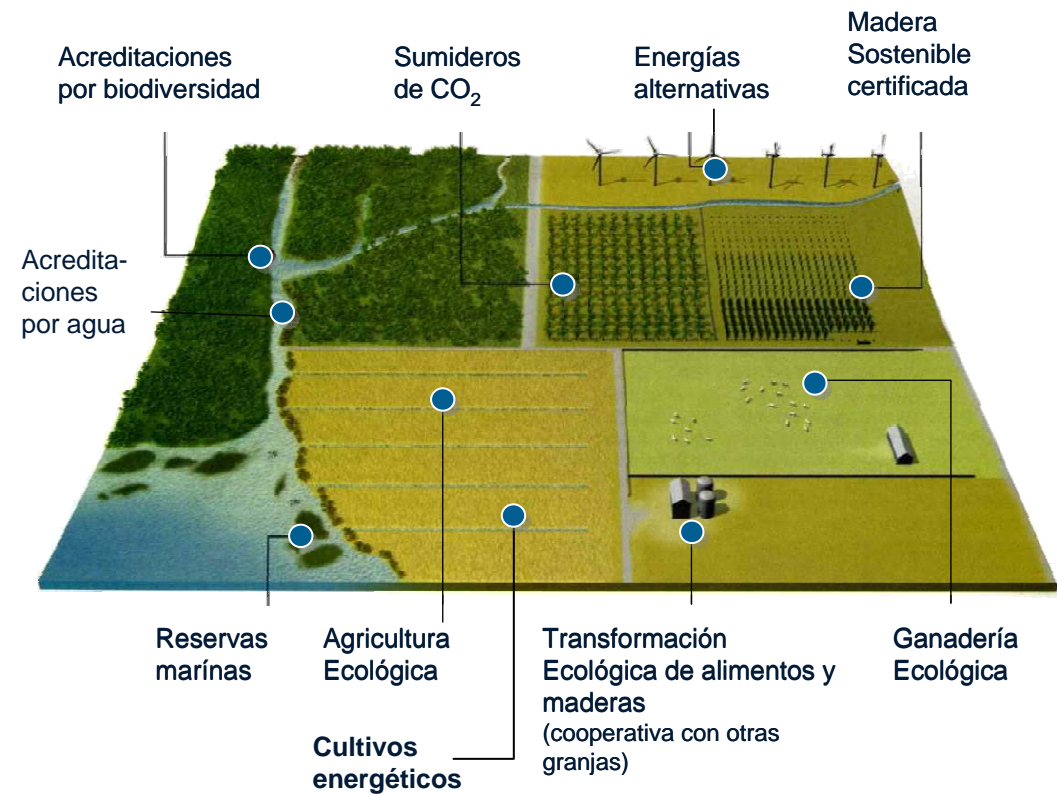 Acreditaciones
por biodiversidad
Sumideros
de CO₂
Energías
alternativas
Madera
Sostenible
certificada
Acredita-
ciones
por agua
Reservas
marínas
Agricultura
Ecológica
Transformación
Ecológica de alimentos y
maderas
(cooperativa con otras
granjas)
Ganadería
Ecológica
Cultivos
energéticos